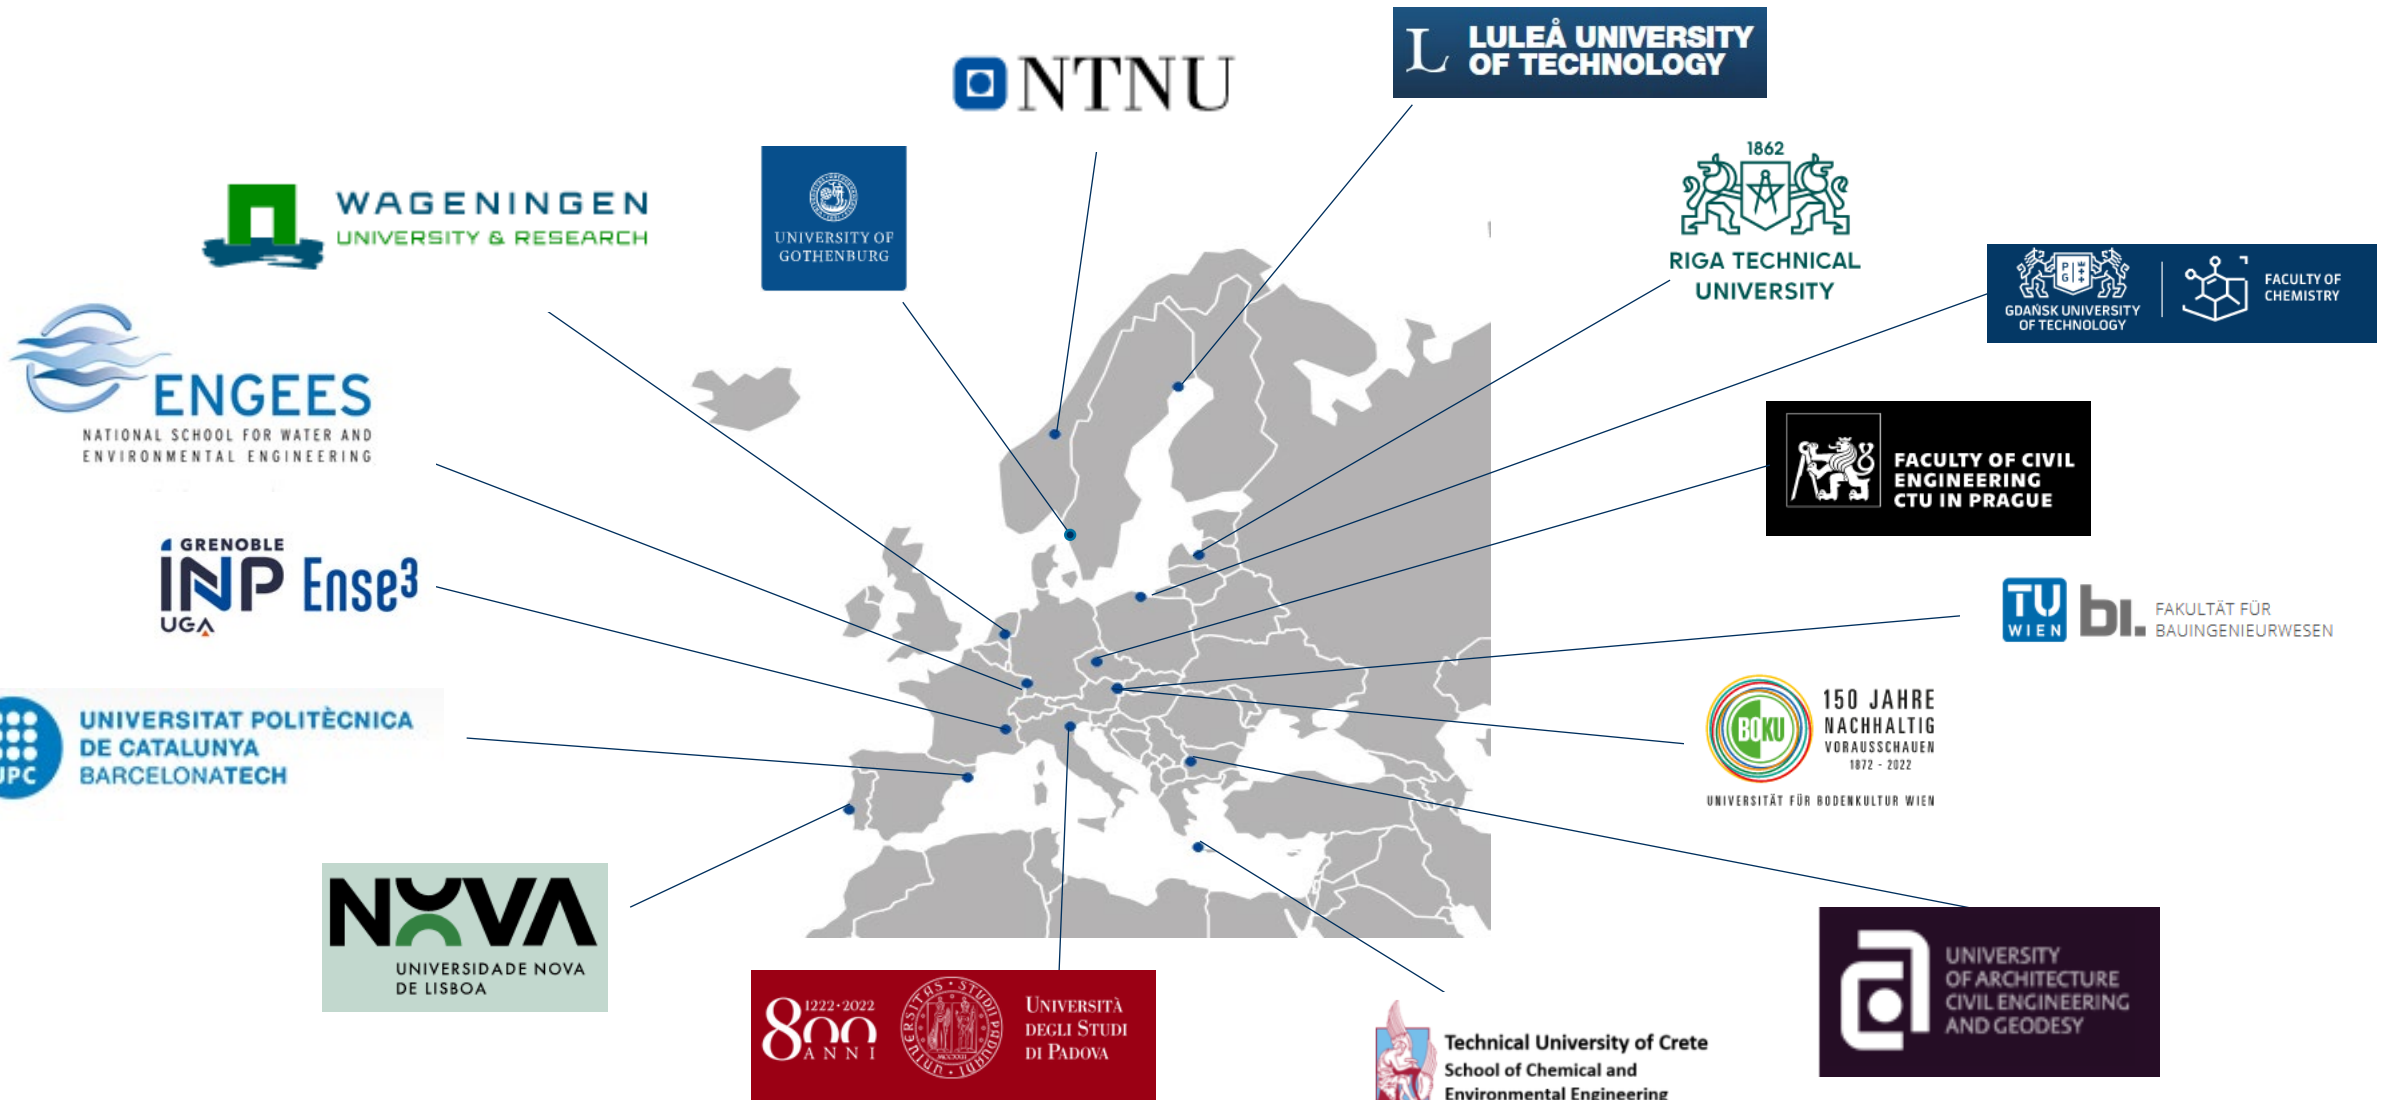 NTNU
L LULEÅ UNIVERSITY
OF TECHNOLOGY
1862
RIGA TECHNICAL
UNIVERSITY
WAGENINGEN
UNIVERSITY & RESEARCH
UNIVERSITY OF
GOTHENBURG
P G
GDAŃSK UNIVERSITY
OF TECHNOLOGY
FACULTY OF
CHEMISTRY
ENGEES
NATIONAL SCHOOL FOR WATER AND
ENVIRONMENTAL ENGINEERING
FACULTY OF CIVIL
ENGINEERING
CTU IN PRAGUE
GRENOBLE
INP Ense3
UGA
TU
WIEN
bi.
FAKULTÄT FÜR
BAUINGENIEURWESEN
UPC
UNIVERSITAT POLITÈCNICA
DE CATALUNYA
BARCELONATECH
BOKU
150 JAHRE
NACHHALTIG
VORAUSSCHAUEN
1872 - 2022
UNIVERSITÄT FÜR BODENKULTUR WIEN
NOVA
UNIVERSIDADE NOVA
DE LISBOA
1222·2022
800
ANNI
UNIVERSITAS STUDII PADUANI
MCCXXII
UNIVERSITÀ
DEGLI STUDI
DI PADOVA
Technical University of Crete
School of Chemical and
Environmental Engineering
UNIVERSITY
OF ARCHITECTURE
CIVIL ENGINEERING
AND GEODESY